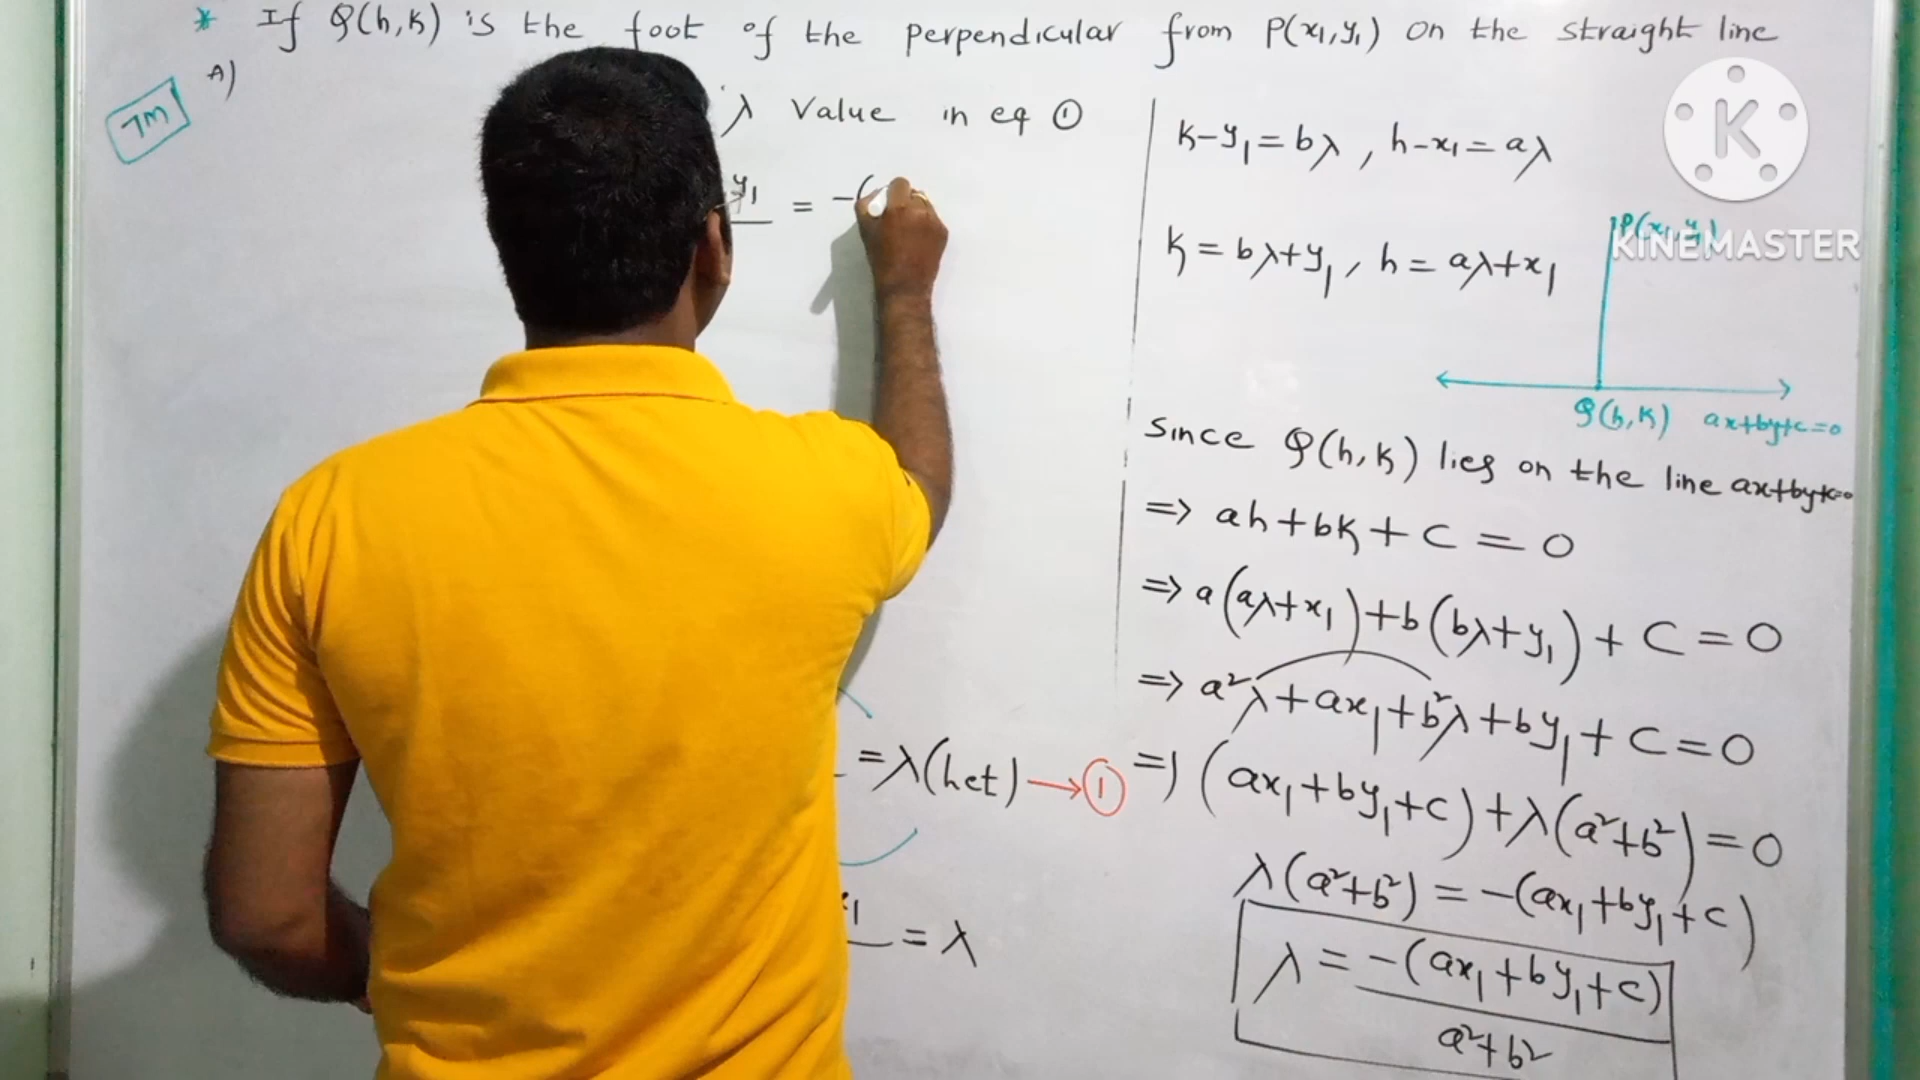 * If Q(h,k) is the foot of the perpendicular from P(x₁,y₁) on the straight line
A)
7M
λ Value in eq ①
y₁ = -(
= λ(het) → ①
= λ
k-y₁ = bλ , h-x₁ = aλ
k = bλ+y₁ , h = aλ+x₁
P(x₁,y₁)
Q(h,k) ax+by+c=0
Since Q(h,k) lies on the line ax+by+c=0
=> ah+bk+c = 0
=> a(aλ+x₁)+b(bλ+y₁)+c=0
=> a²λ+ax₁+b²λ+by₁+c=0
=> (ax₁+by₁+c)+λ(a²+b²)=0
λ(a²+b²) = -(ax₁+by₁+c)
λ = -(ax₁+by₁+c)
a²+b²
K
KINEMASTER